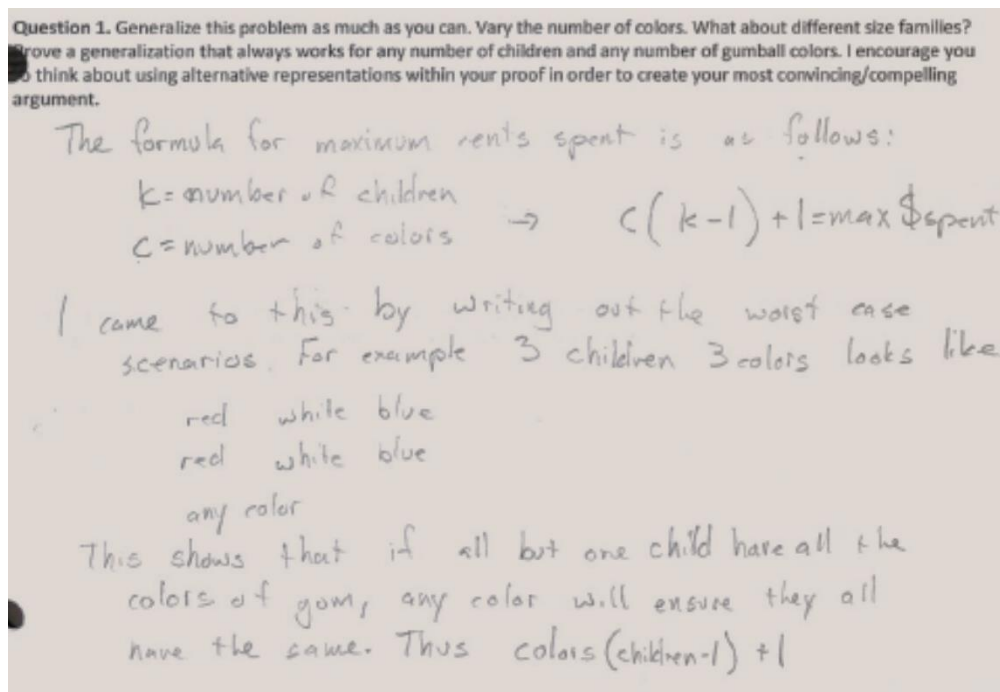 Question 1. Generalize this problem as much as you can. Vary the number of colors. What about different size families?
Prove a generalization that always works for any number of children and any number of gumball colors. I encourage you
to think about using alternative representations within your proof in order to create your most convincing/compelling
argument.
The formula for maximum cents spent is as follows:
k = number of children → c(k-1)+1=max $spent
c = number of colors
I came to this by writing out the worst case
scenarios. For example 3 children 3 colors looks like
red white blue
red white blue
any color
This shows that if all but one child have all the
colors of gum, any color will ensure they all
have the same. Thus colors (children-1) +1